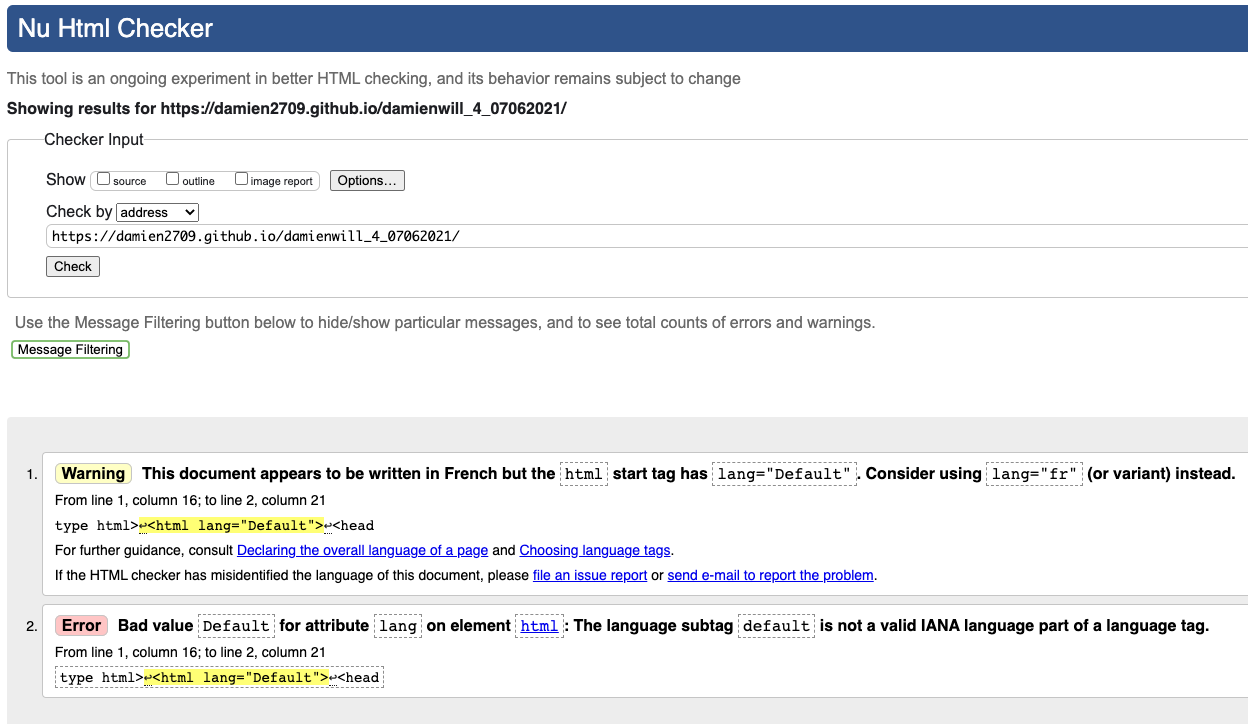 Nu Html Checker
This tool is an ongoing experiment in better HTML checking, and its behavior remains subject to change
Showing results for https://damien2709.github.io/damienwill_4_07062021/
Checker Input
Show source outline image report Options...
Check by address
https://damien2709.github.io/damienwill_4_07062021/
Check
Use the Message Filtering button below to hide/show particular messages, and to see total counts of errors and warnings.
Message Filtering
1. Warning This document appears to be written in French but the html start tag has lang="Default". Consider using lang="fr" (or variant) instead.
From line 1, column 16; to line 2, column 21
type html>↩<html lang="Default">↩<head
For further guidance, consult Declaring the overall language of a page and Choosing language tags.
If the HTML checker has misidentified the language of this document, please file an issue report or send e-mail to report the problem.
2. Error Bad value Default for attribute lang on element html: The language subtag default is not a valid IANA language part of a language tag.
From line 1, column 16; to line 2, column 21
type html>↩<html lang="Default">↩<head